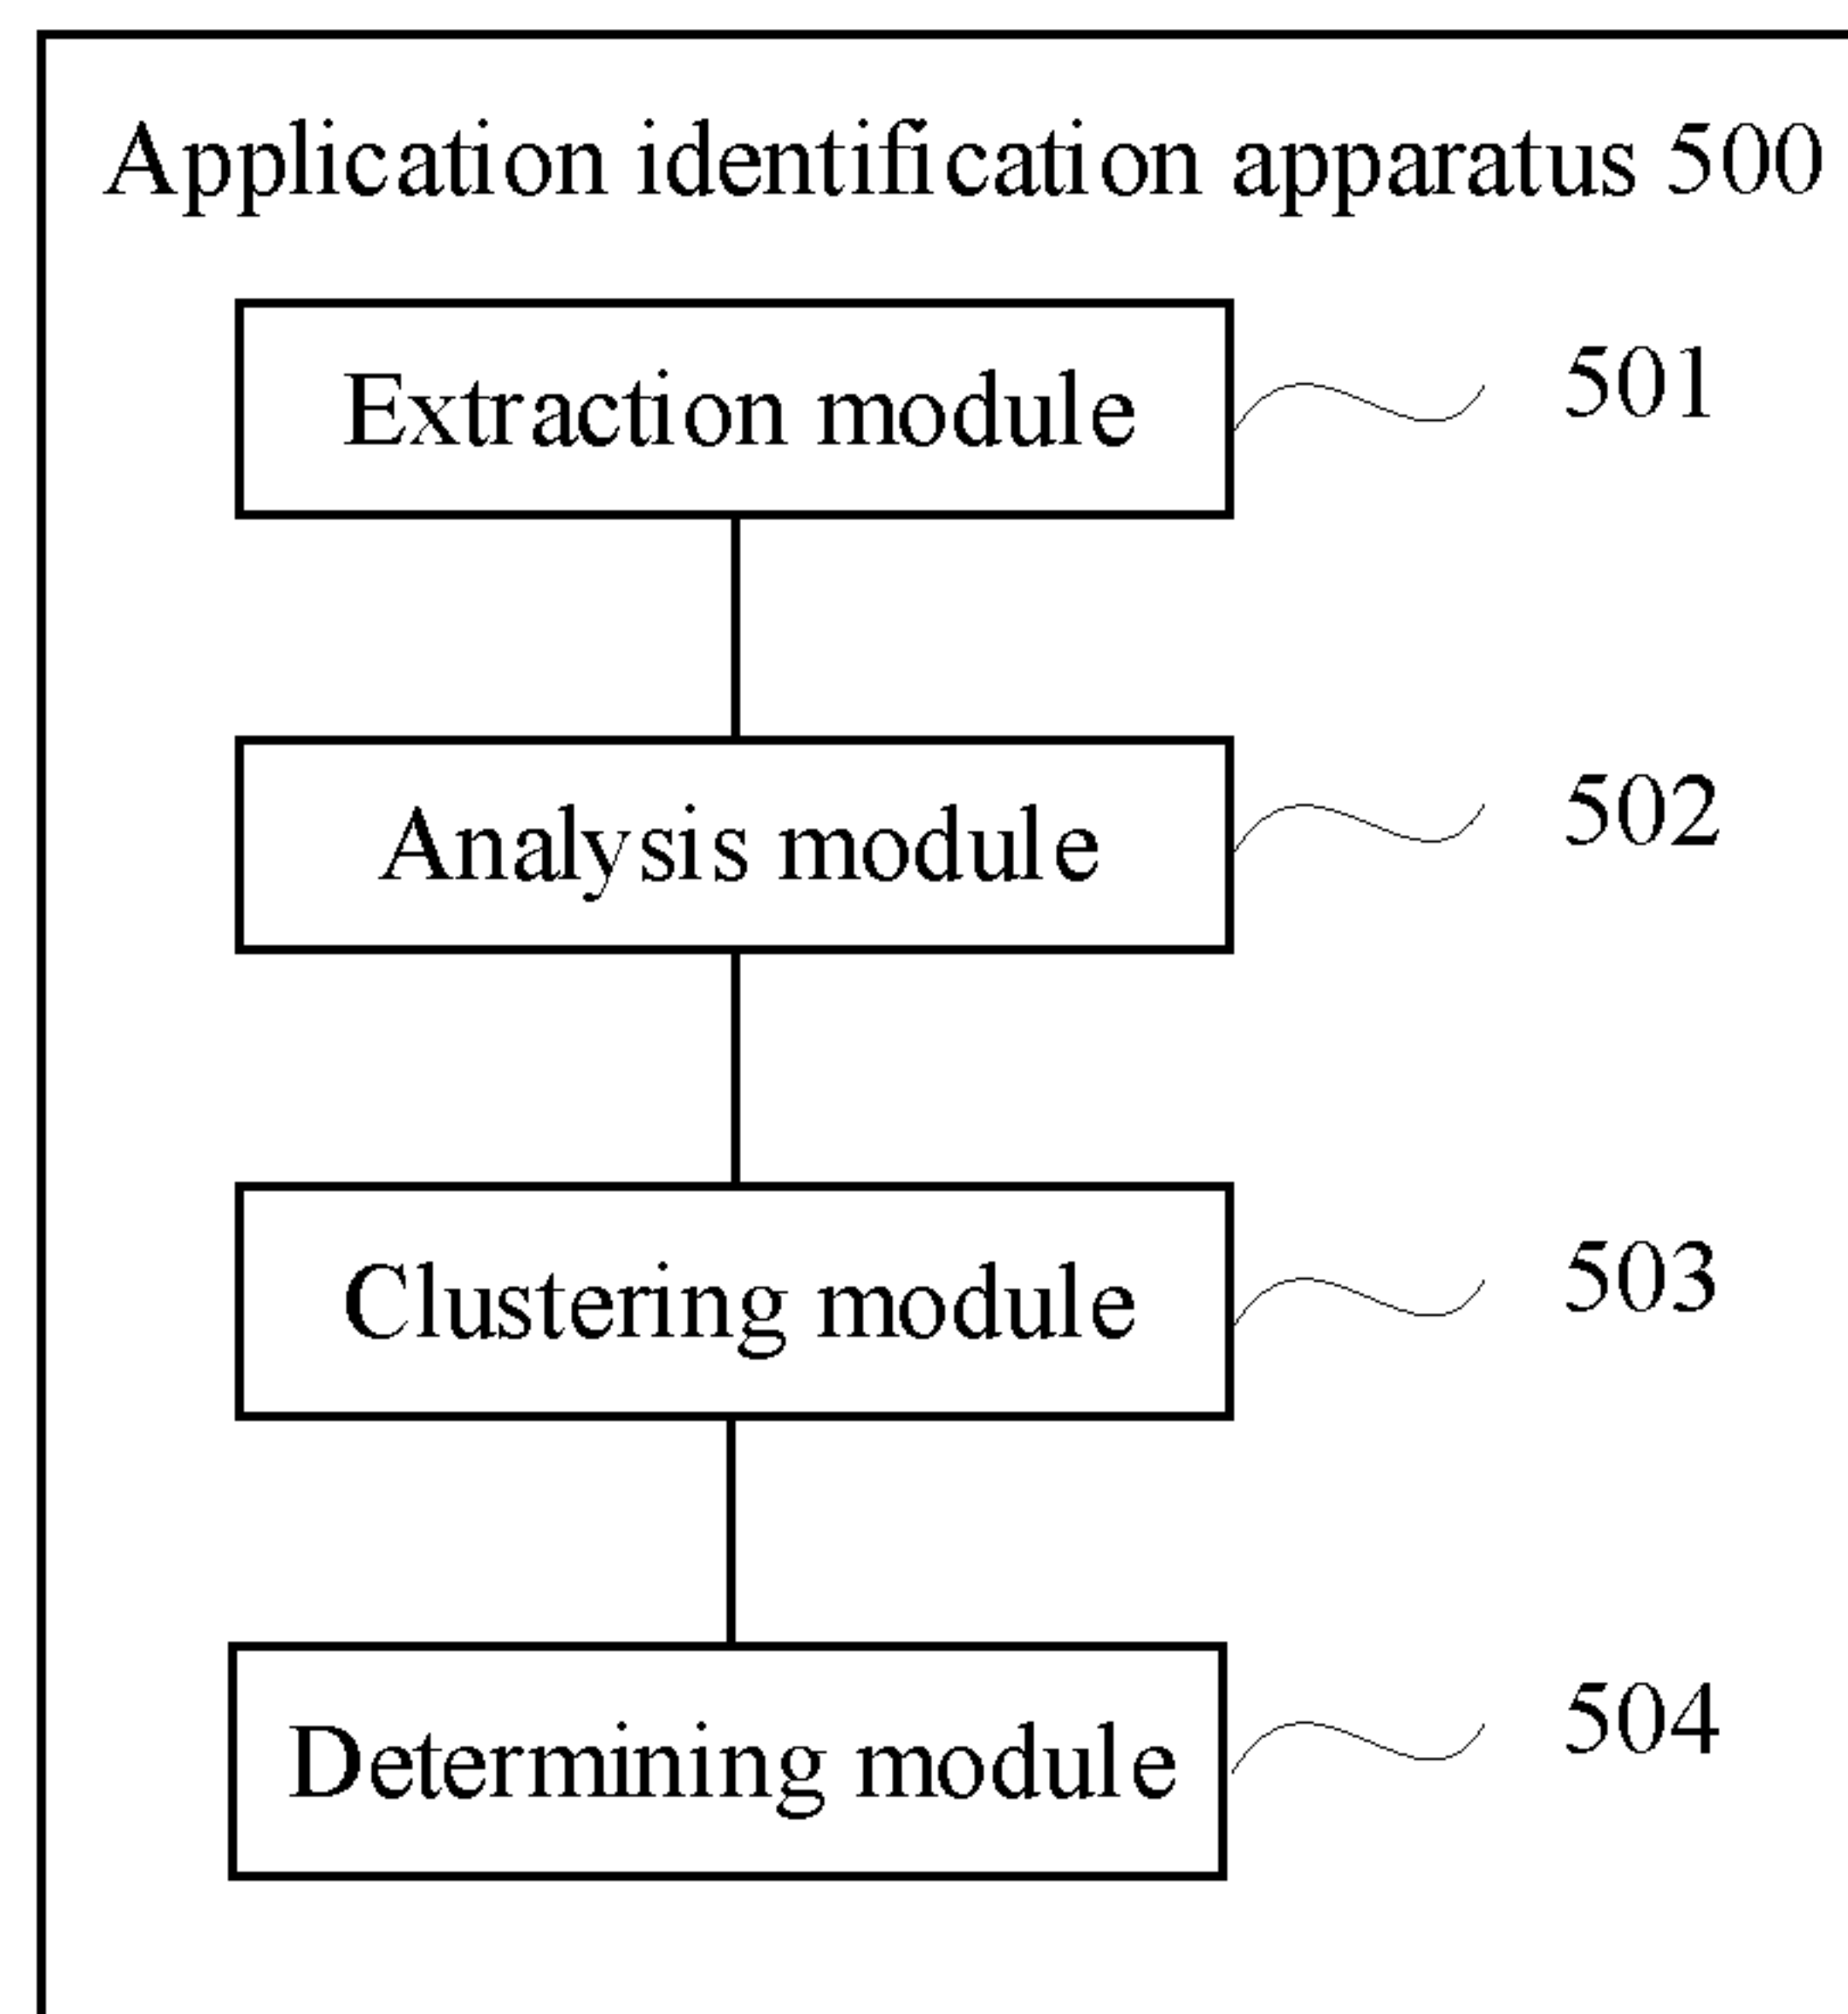 Application identification apparatus 500
Extraction module
501
Analysis module
502
Clustering module
503
Determining module
504